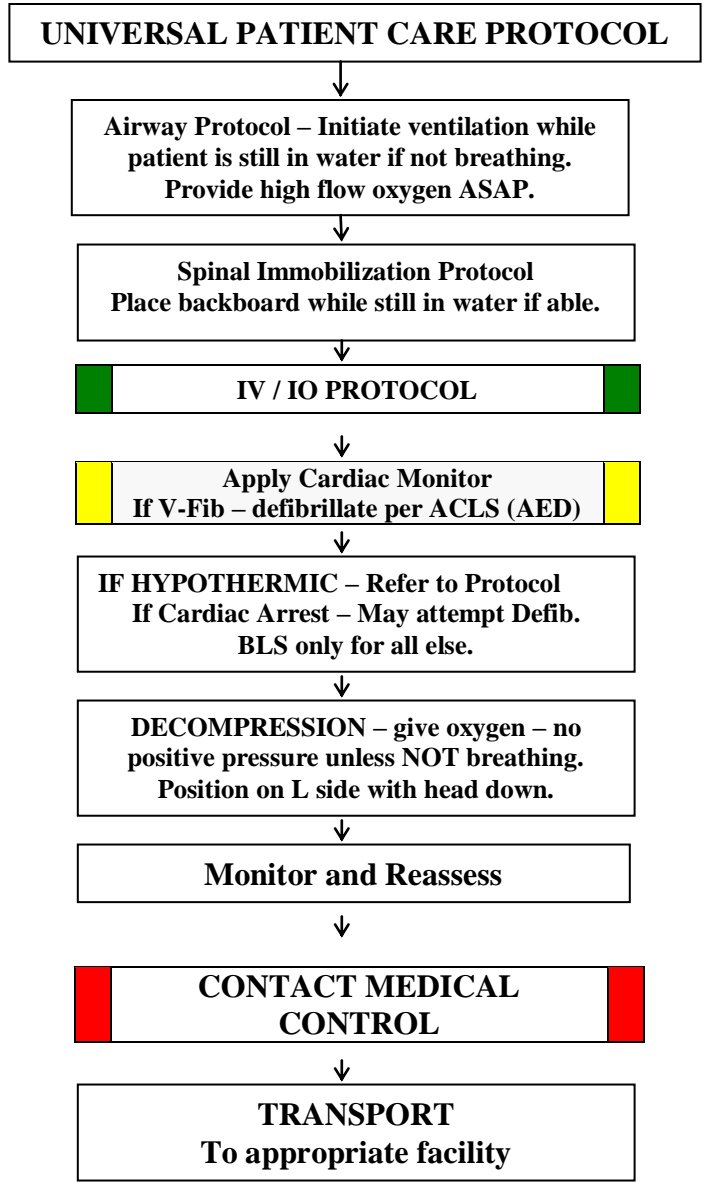 UNIVERSAL PATIENT CARE PROTOCOL
Airway Protocol – Initiate ventilation while
patient is still in water if not breathing.
Provide high flow oxygen ASAP.
Spinal Immobilization Protocol
Place backboard while still in water if able.
IV / IO PROTOCOL
Apply Cardiac Monitor
If V-Fib – defibrillate per ACLS (AED)
IF HYPOTHERMIC – Refer to Protocol
If Cardiac Arrest – May attempt Defib.
BLS only for all else.
DECOMPRESSION – give oxygen – no
positive pressure unless NOT breathing.
Position on L side with head down.
Monitor and Reassess
CONTACT MEDICAL
CONTROL
TRANSPORT
To appropriate facility